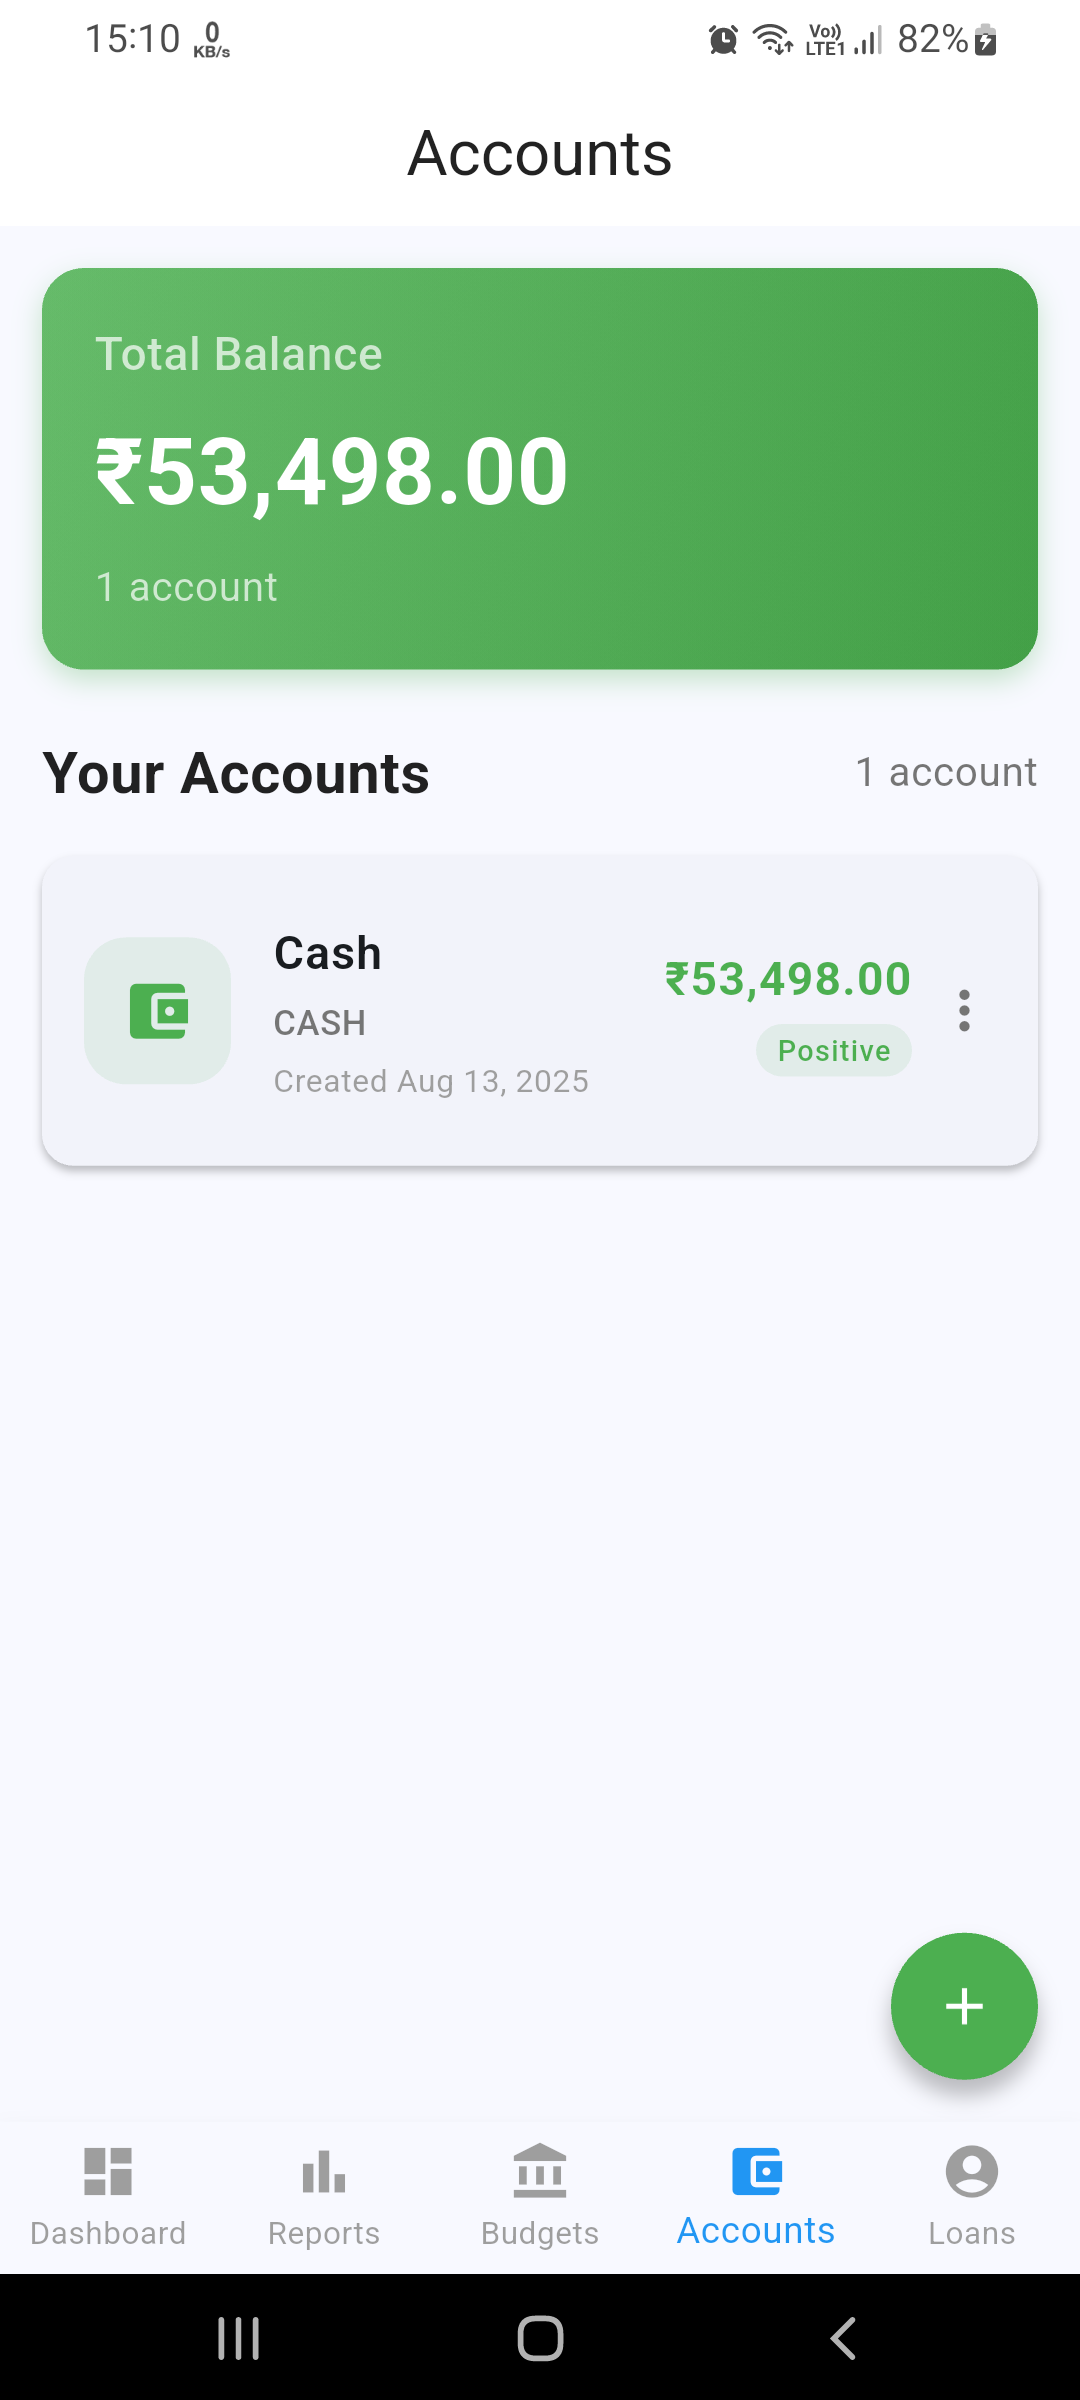 15:10 0 KB/s Vo)) LTE1 82%
Accounts
Total Balance
₹53,498.00
1 account
Your Accounts 1 account
Cash
₹53,498.00
CASH
Positive
Created Aug 13, 2025
Dashboard Reports Budgets Accounts Loans